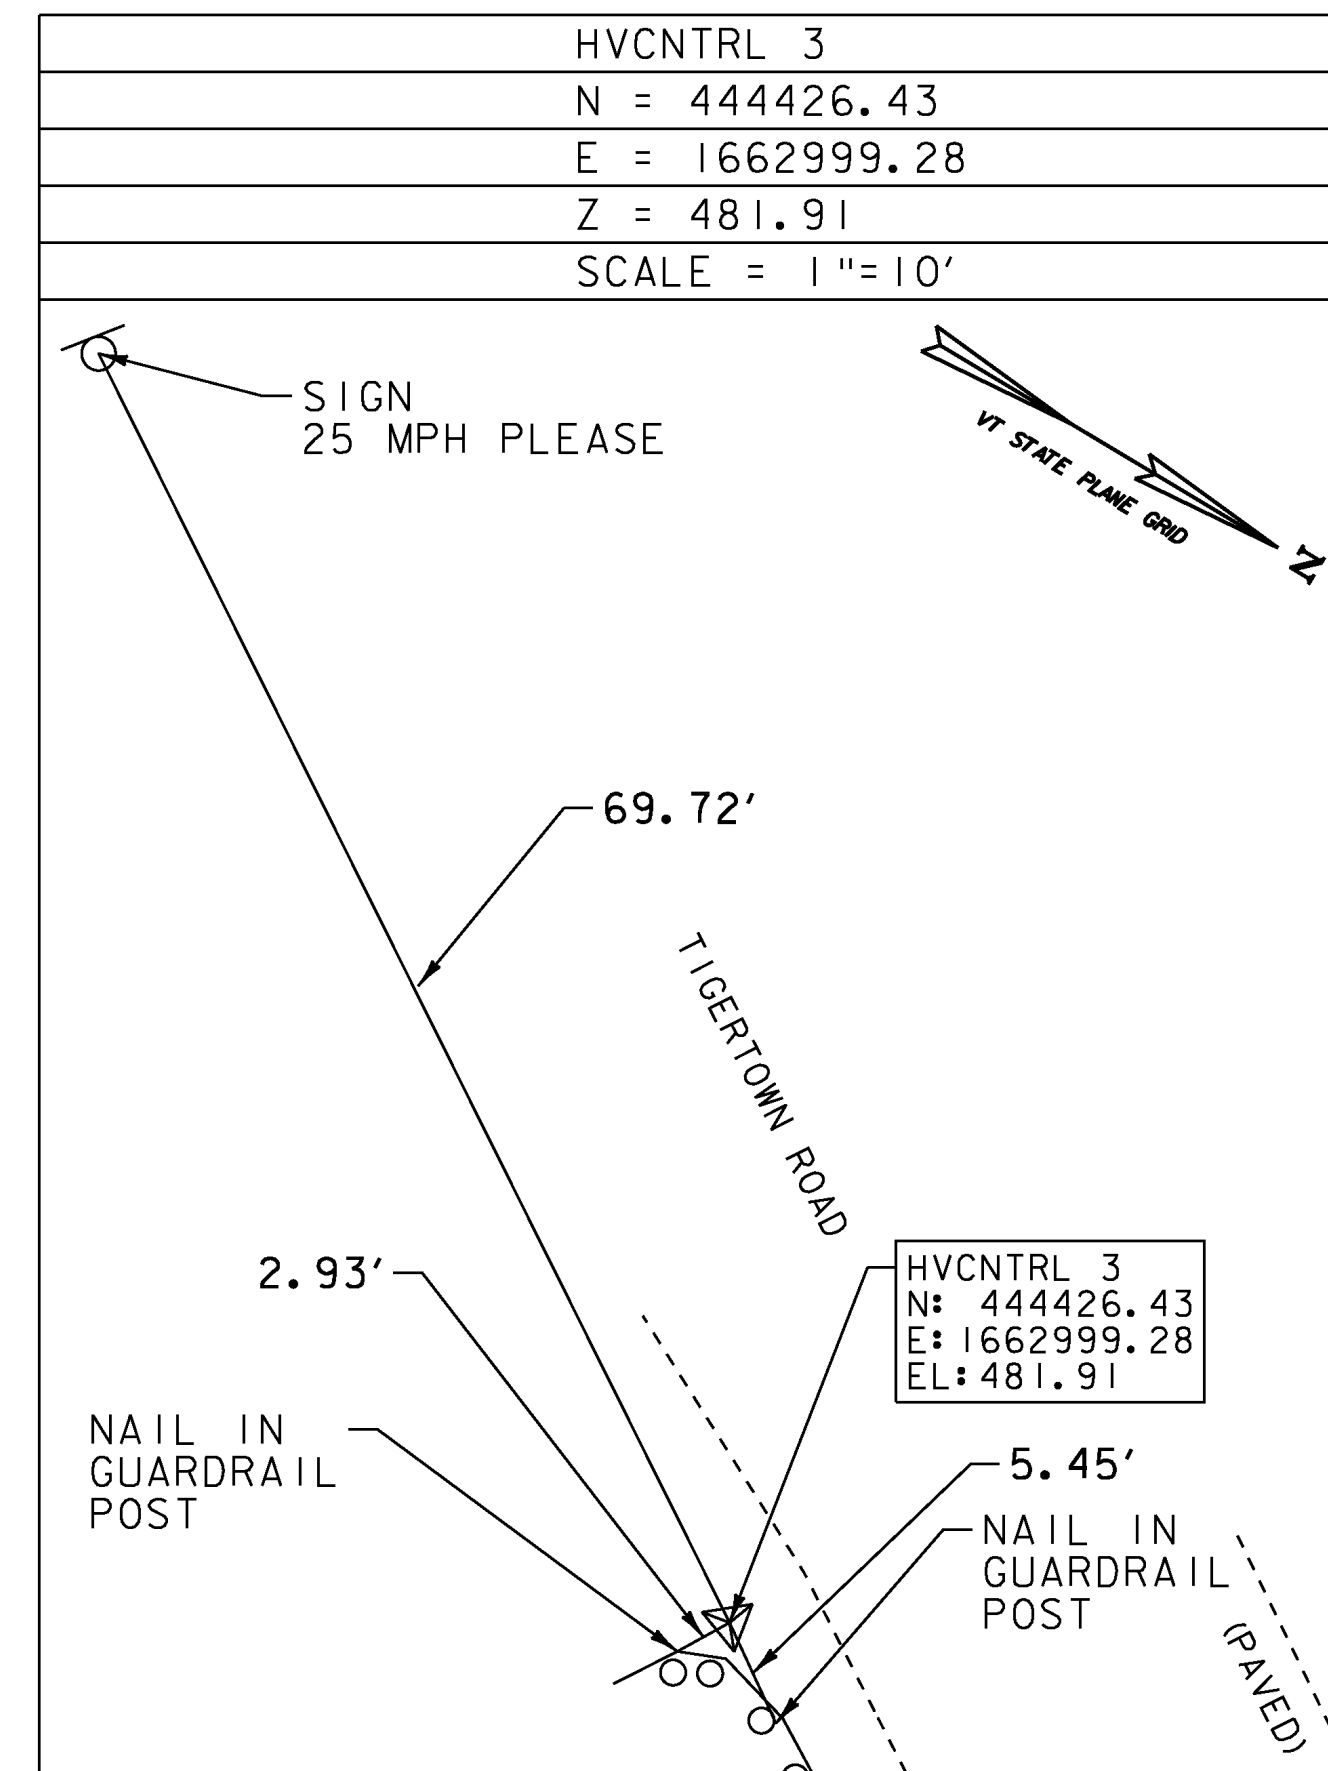 HVCNTRL 3
N = 444426.43
E = 1662999.28
Z = 481.91
SCALE = 1"=10'
SIGN
25 MPH PLEASE
VT STATE PLANE GRID
N
69.72'
TIGERTOWN ROAD
2.93'
HVCNTRL 3
N: 444426.43
E:1662999.28
EL:481.91
NAIL IN
GUARDRAIL
POST
5.45'
NAIL IN
GUARDRAIL
POST
(PAVED)